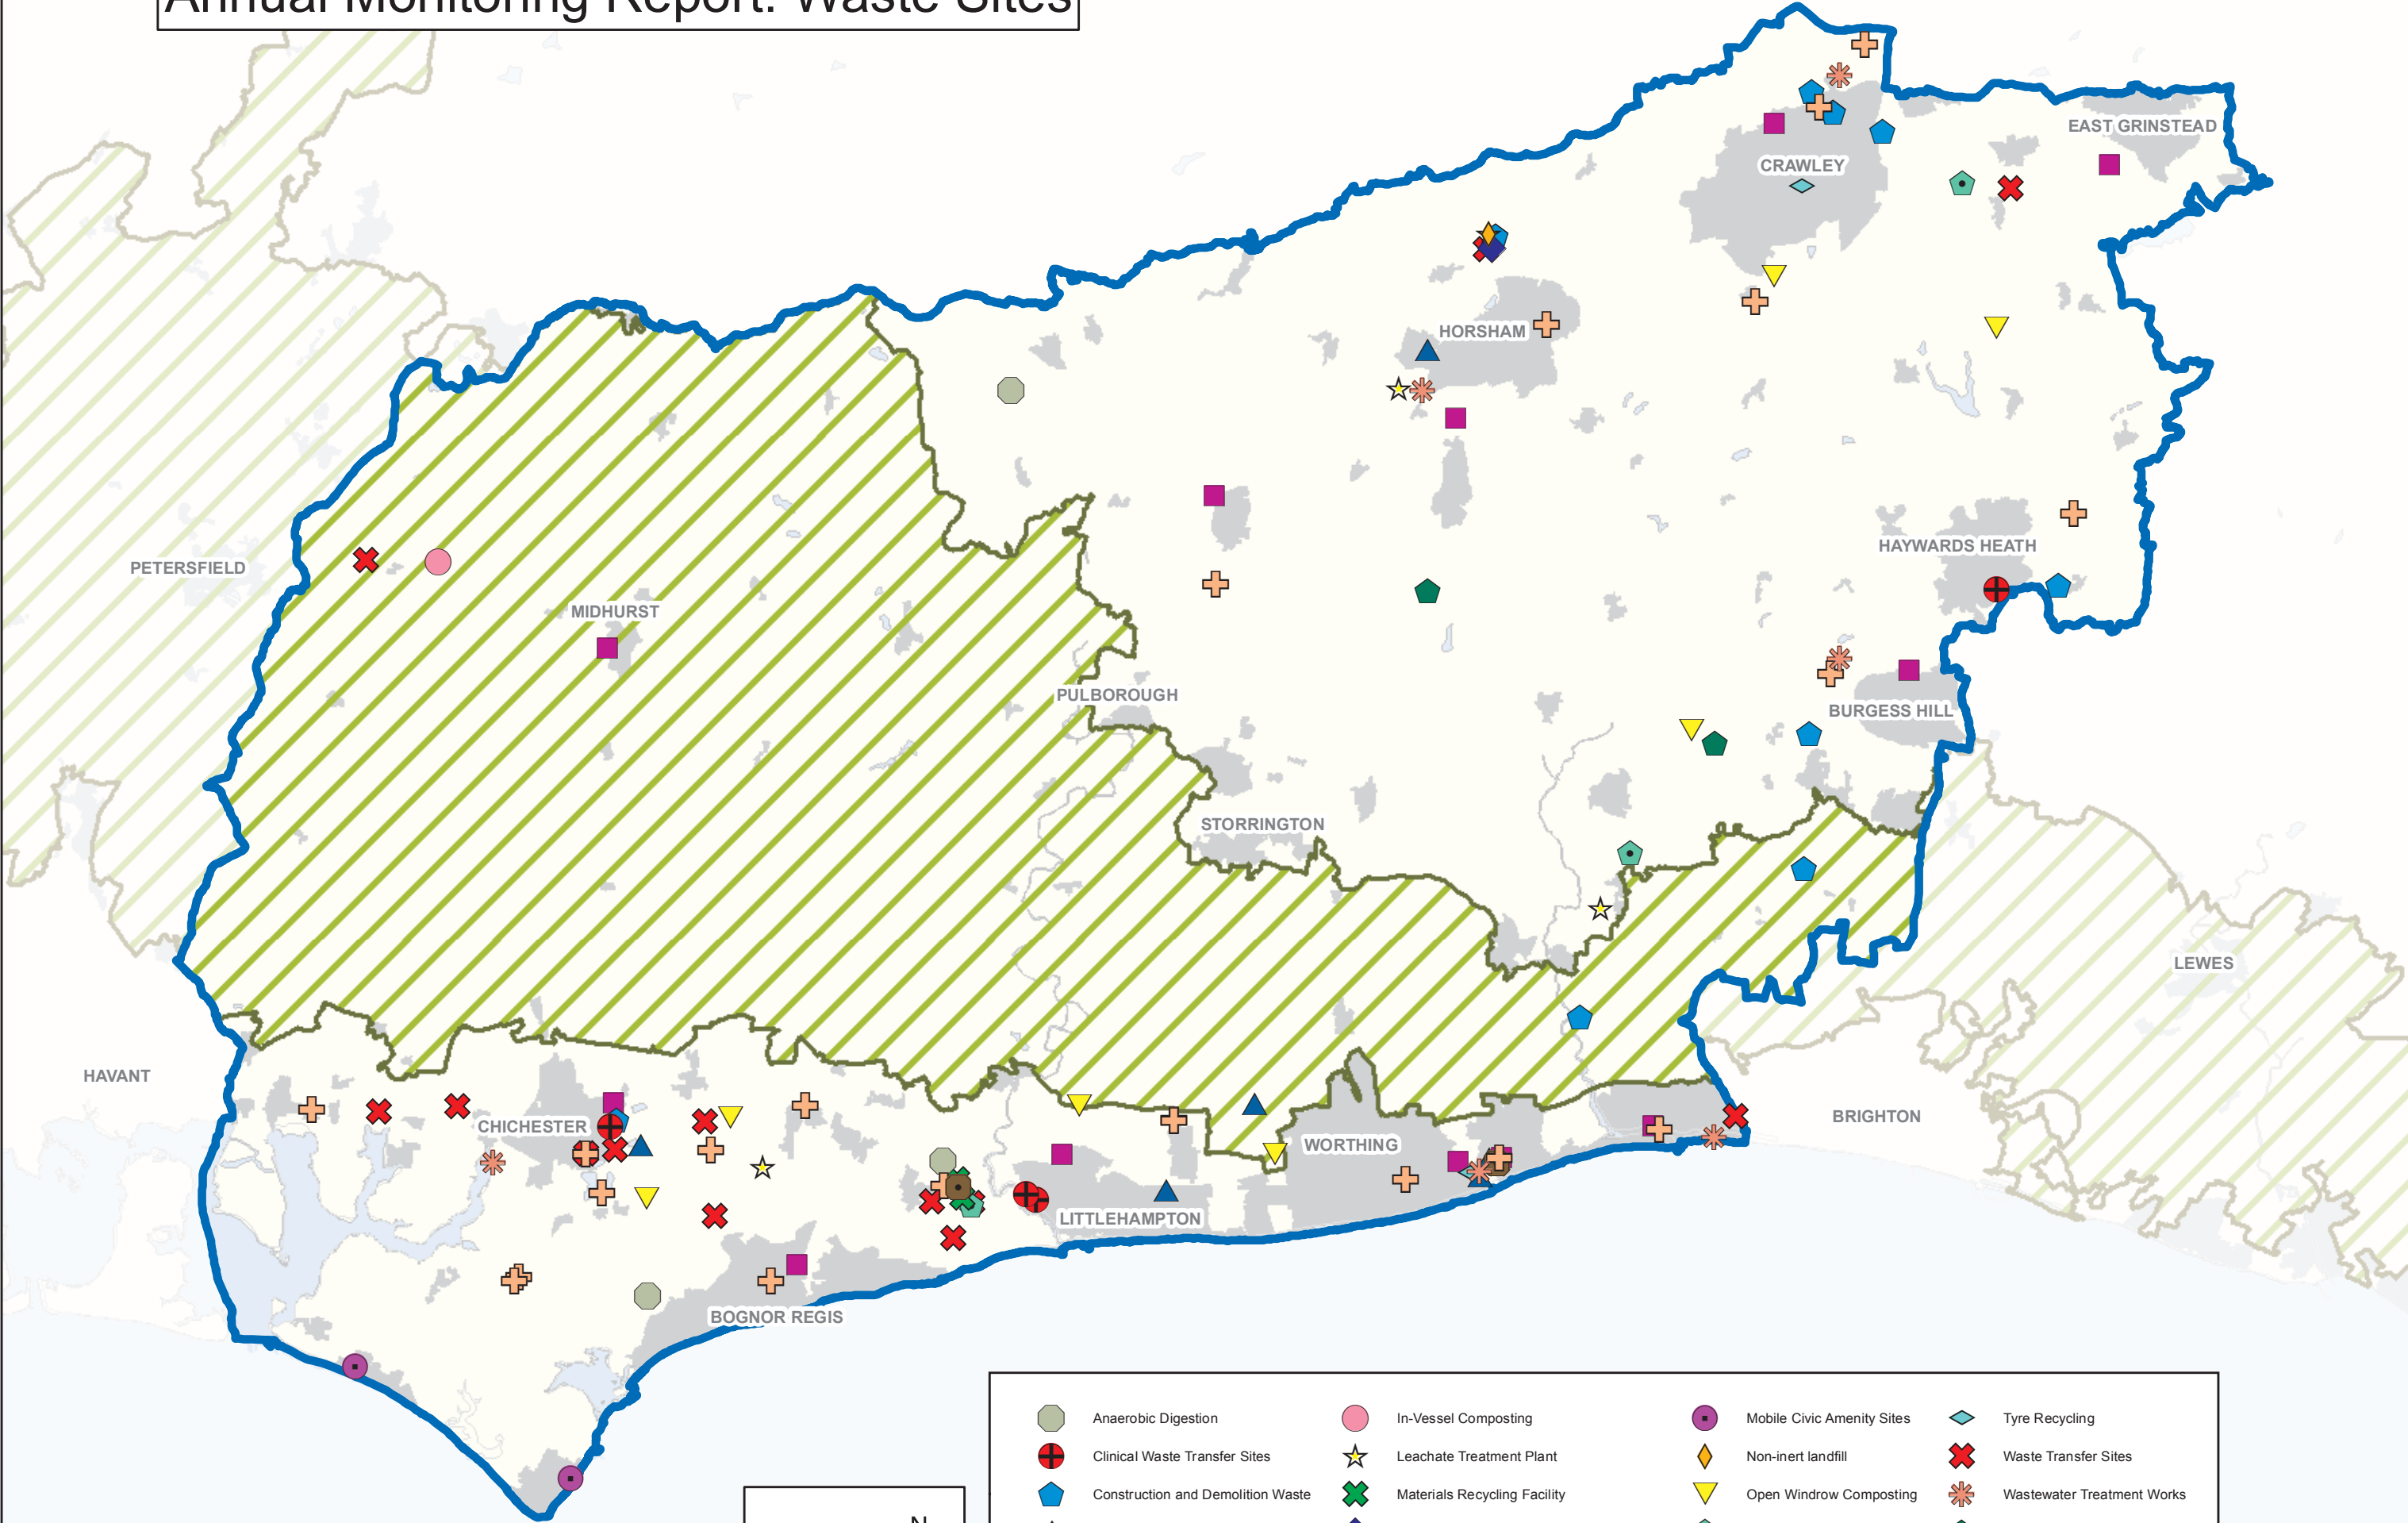 Annual Monitoring Report: Waste Sites
EAST GRINSTEAD
CRAWLEY
HORSHAM
HAYWARDS HEATH
PETERSFIELD
MIDHURST
PULBOROUGH
BURGESS HILL
STORRINGTON
LEWES
HAVANT
CHICHESTER
BRIGHTON
WORTHING
LITTLEHAMPTON
BOGNOR REGIS
Anaerobic Digestion
In-Vessel Composting
Mobile Civic Amenity Sites
Tyre Recycling
Clinical Waste Transfer Sites
Leachate Treatment Plant
Non-inert landfill
Waste Transfer Sites
Construction and Demolition Waste
Materials Recycling Facility
Open Windrow Composting
Wastewater Treatment Works
N